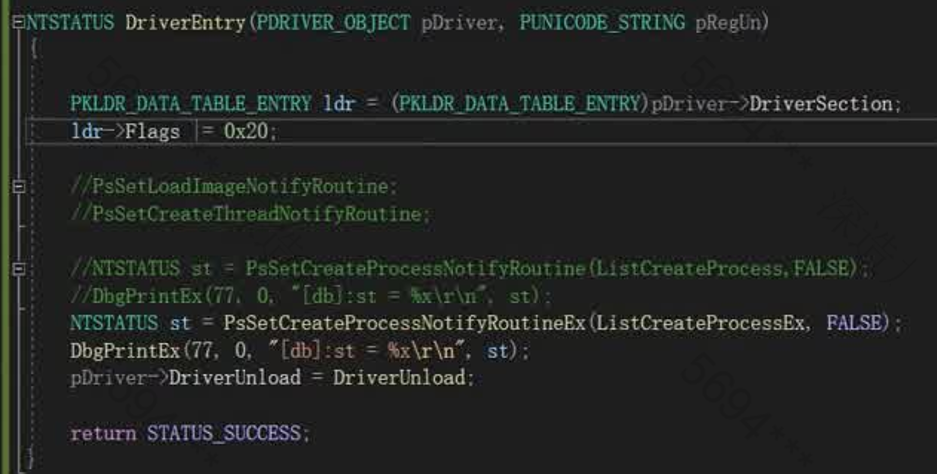 NTSTATUS DriverEntry(PDRIVER_OBJECT pDriver, PUNICODE_STRING pRegUn)
{
PKLDR_DATA_TABLE_ENTRY ldr = (PKLDR_DATA_TABLE_ENTRY)pDriver->DriverSection;
ldr->Flags |= 0x20;
//PsSetLoadImageNotifyRoutine;
//PsSetCreateThreadNotifyRoutine;
//NTSTATUS st = PsSetCreateProcessNotifyRoutine(ListCreateProcess,FALSE);
//DbgPrintEx(77, 0, "[db]:st = %x\r\n", st);
NTSTATUS st = PsSetCreateProcessNotifyRoutineEx(ListCreateProcessEx, FALSE);
DbgPrintEx(77, 0, "[db]:st = %x\r\n", st);
pDriver->DriverUnload = DriverUnload;
return STATUS_SUCCESS;
}